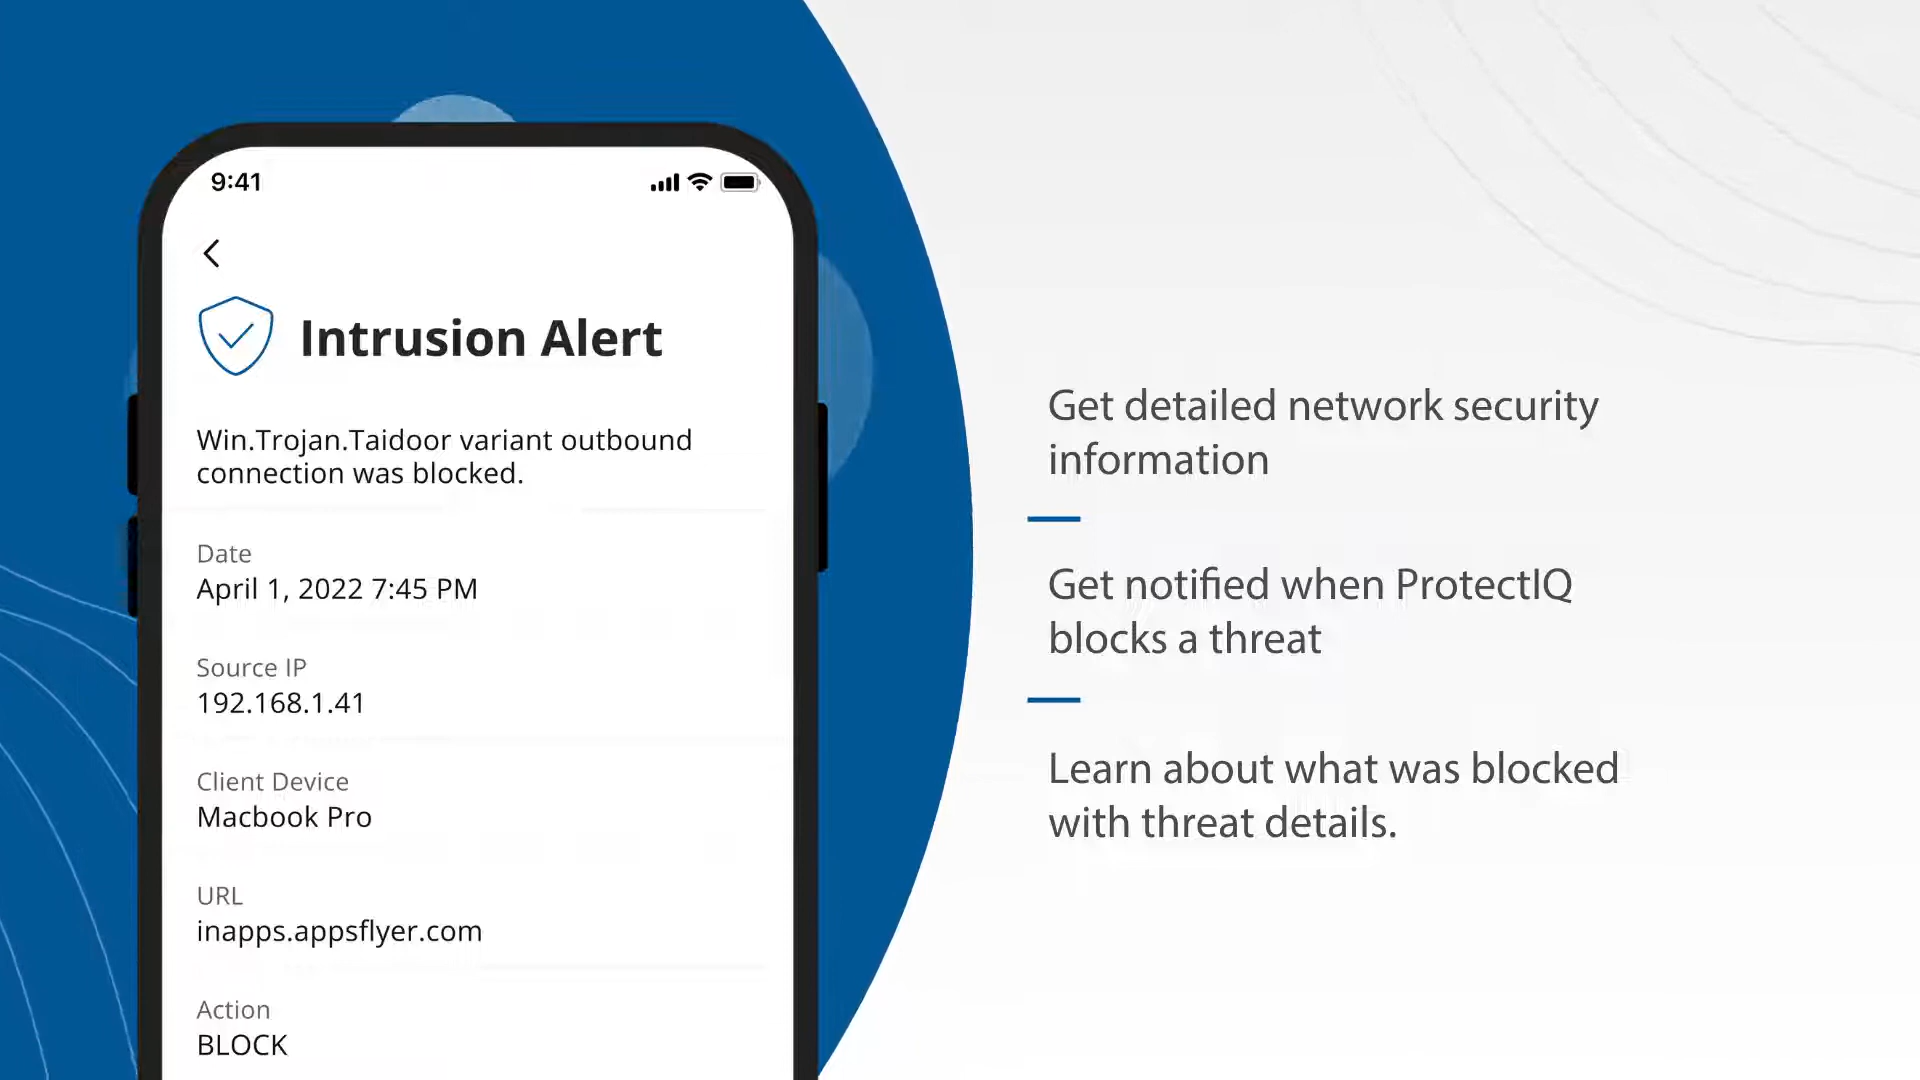 9:41
Intrusion Alert
Win.Trojan.Taidoor variant outbound
connection was blocked.
Date
April 1, 2022 7:45 PM
Source IP
192.168.1.41
Client Device
Macbook Pro
URL
inapps.appsflyer.com
Action
BLOCK
Get detailed network security
information
Get notified when ProtectIQ
blocks a threat
Learn about what was blocked
with threat details.